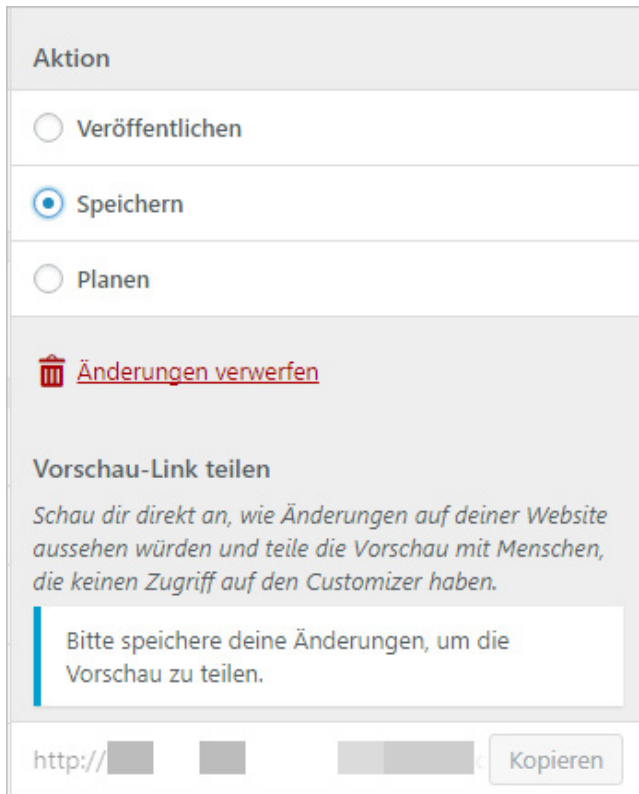 Aktion
Veröffentlichen
Speichern
Planen
Änderungen verwerfen
Vorschau-Link teilen
Schau dir direkt an, wie Änderungen auf deiner Website
aussehen würden und teile die Vorschau mit Menschen,
die keinen Zugriff auf den Customizer haben.
Bitte speichere deine Änderungen, um die
Vorschau zu teilen.
http:// Kopieren